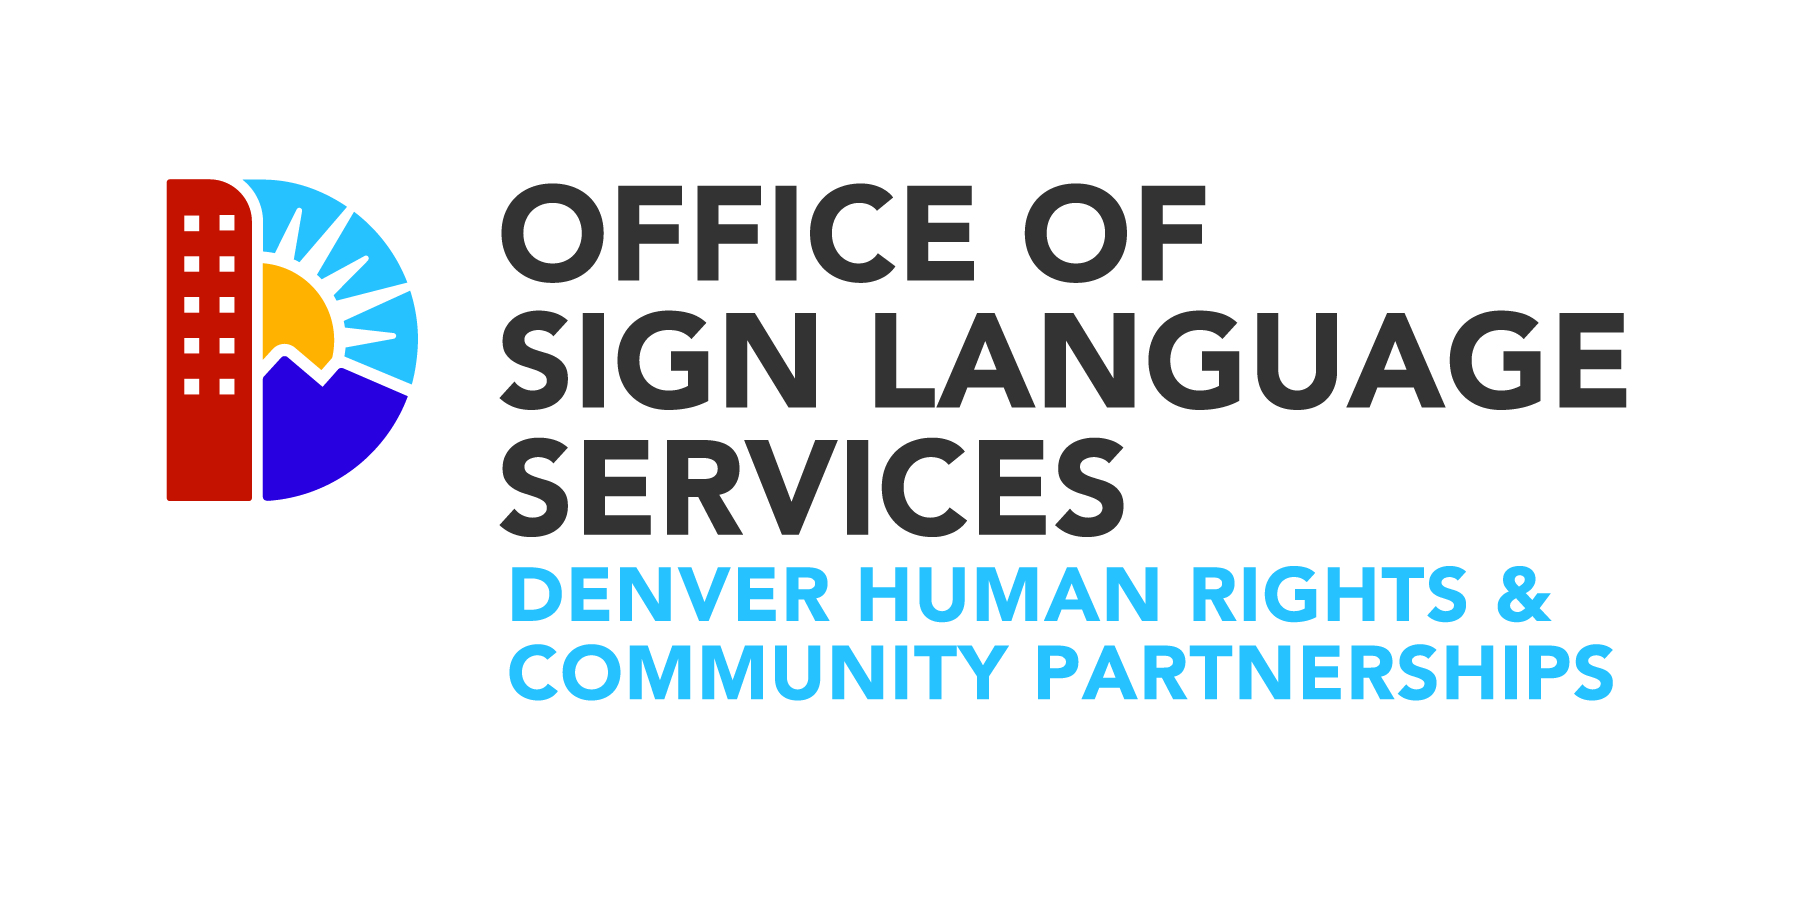 OFFICE OF
SIGN LANGUAGE
SERVICES
DENVER HUMAN RIGHTS &
COMMUNITY PARTNERSHIPS